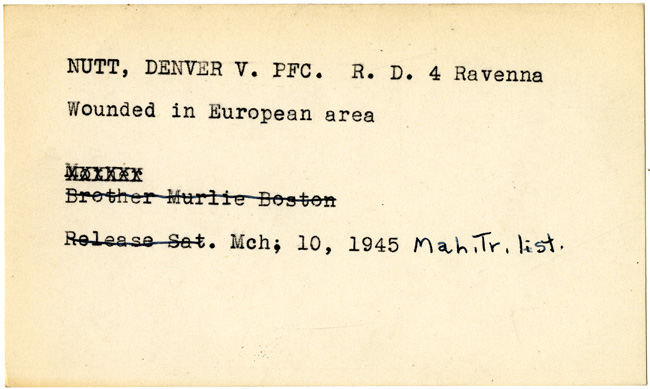 NUTT, DENVER V. PFC. R. D. 4 Ravenna
Wounded in European area
Brother Murlie Boston
Release Sat. Mch; 10, 1945 Mah. Tr. list.